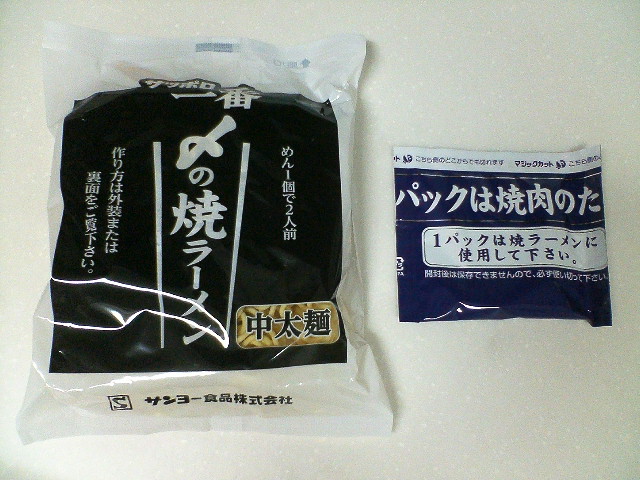 サッポロ
一番
〆の焼ラーメン
めん1個で2人前
作り方は外装または
裏面をご覧下さい。
中太麺
サンヨー食品株式会社
こちら側のどこからでも切れます
マジックカット
こちら側の
パックは焼肉のた
1パックは焼ラーメンに
使用して下さい。
開封後は保存できませんので、必ず使い切って下さい。